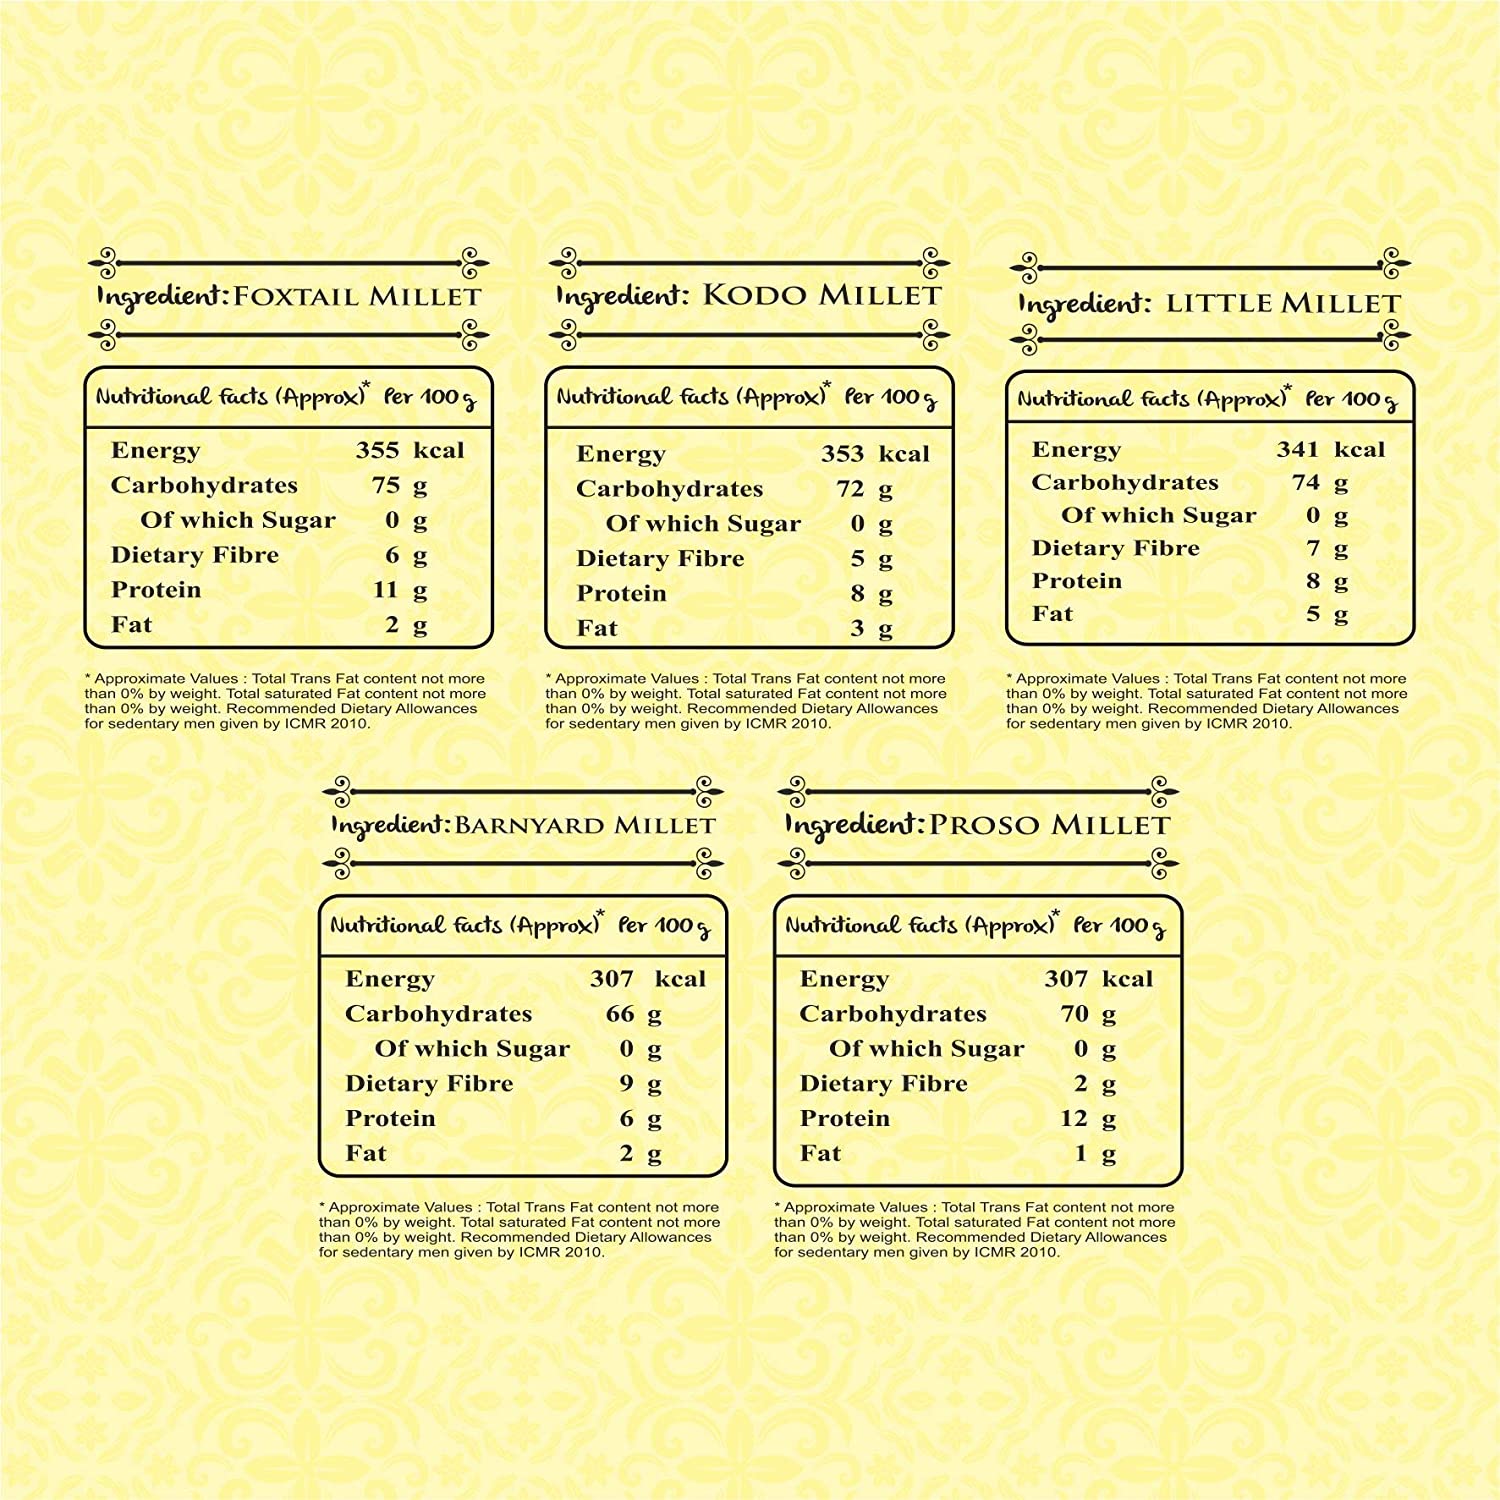 Ingredient: FOXTAIL MILLET
Nutritional facts (Approx)* Per 100 g
Energy 355 kcal
Carbohydrates 75 g
Of which Sugar 0 g
Dietary Fibre 6 g
Protein 11 g
Fat 2 g
* Approximate Values : Total Trans Fat content not more
than 0% by weight. Total saturated Fat content not more
than 0% by weight. Recommended Dietary Allowances
for sedentary men given by ICMR 2010.
Ingredient: KODO MILLET
Nutritional facts (Approx)* Per 100 g
Energy 353 kcal
Carbohydrates 72 g
Of which Sugar 0 g
Dietary Fibre 5 g
Protein 8 g
Fat 3 g
* Approximate Values : Total Trans Fat content not more
than 0% by weight. Total saturated Fat content not more
than 0% by weight. Recommended Dietary Allowances
for sedentary men given by ICMR 2010.
Ingredient: LITTLE MILLET
Nutritional facts (Approx)* Per 100 g
Energy 341 kcal
Carbohydrates 74 g
Of which Sugar 0 g
Dietary Fibre 7 g
Protein 8 g
Fat 5 g
* Approximate Values : Total Trans Fat content not more
than 0% by weight. Total saturated Fat content not more
than 0% by weight. Recommended Dietary Allowances
for sedentary men given by ICMR 2010.
Ingredient: BARNYARD MILLET
Nutritional facts (Approx)* Per 100 g
Energy 307 kcal
Carbohydrates 66 g
Of which Sugar 0 g
Dietary Fibre 9 g
Protein 6 g
Fat 2 g
* Approximate Values : Total Trans Fat content not more
than 0% by weight. Total saturated Fat content not more
than 0% by weight. Recommended Dietary Allowances
for sedentary men given by ICMR 2010.
Ingredient: PROSO MILLET
Nutritional facts (Approx)* Per 100 g
Energy 307 kcal
Carbohydrates 70 g
Of which Sugar 0 g
Dietary Fibre 2 g
Protein 12 g
Fat 1 g
* Approximate Values : Total Trans Fat content not more
than 0% by weight. Total saturated Fat content not more
than 0% by weight. Recommended Dietary Allowances
for sedentary men given by ICMR 2010.